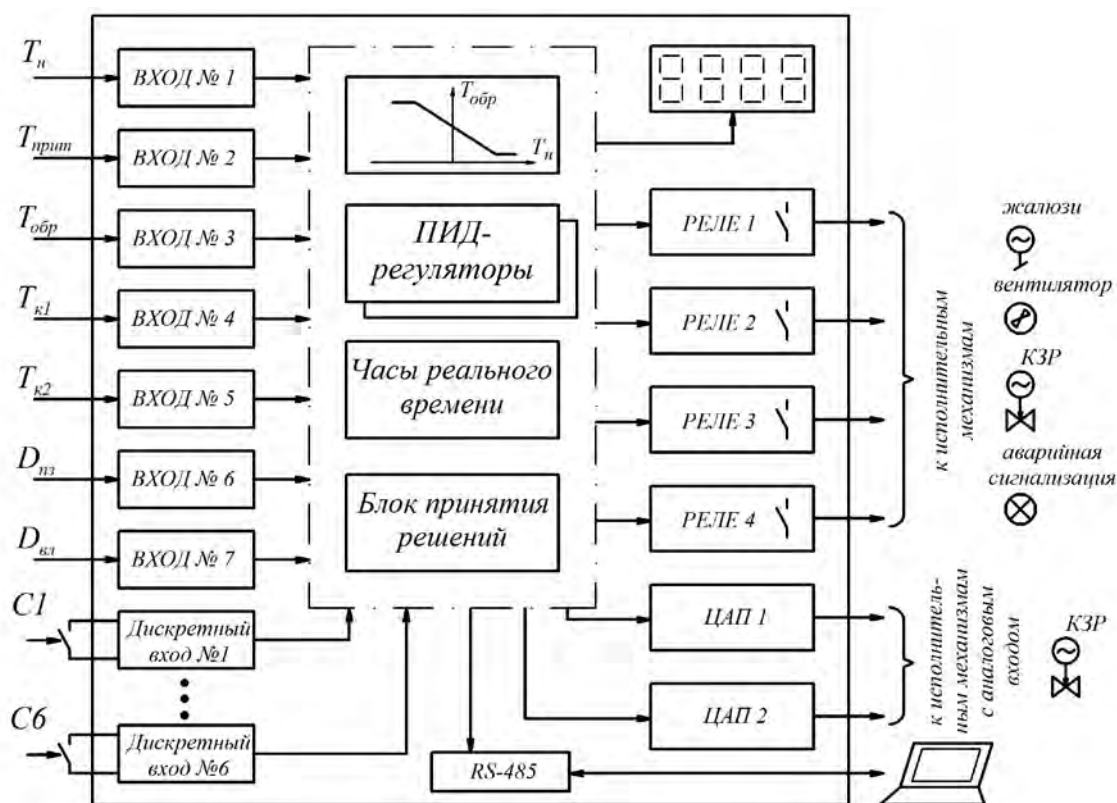 Tн
ВХОД № 1
Tприт
ВХОД № 2
Tобр
ВХОД № 3
Tк1
ВХОД № 4
Tк2
ВХОД № 5
Dпз
ВХОД № 6
Dвл
ВХОД № 7
C1
Дискретный
вход №1
C6
Дискретный
вход №6
Tобр
Tн
ПИД-
регуляторы
Часы реального
времени
Блок принятия
решений
РЕЛЕ 1
РЕЛЕ 2
РЕЛЕ 3
РЕЛЕ 4
ЦАП 1
ЦАП 2
RS-485
к исполнительным
механизмам
жалюзи
вентилятор
КЗР
аварийная
сигнализация
к исполнитель-
ным механизмам
с аналоговым
входом
КЗР